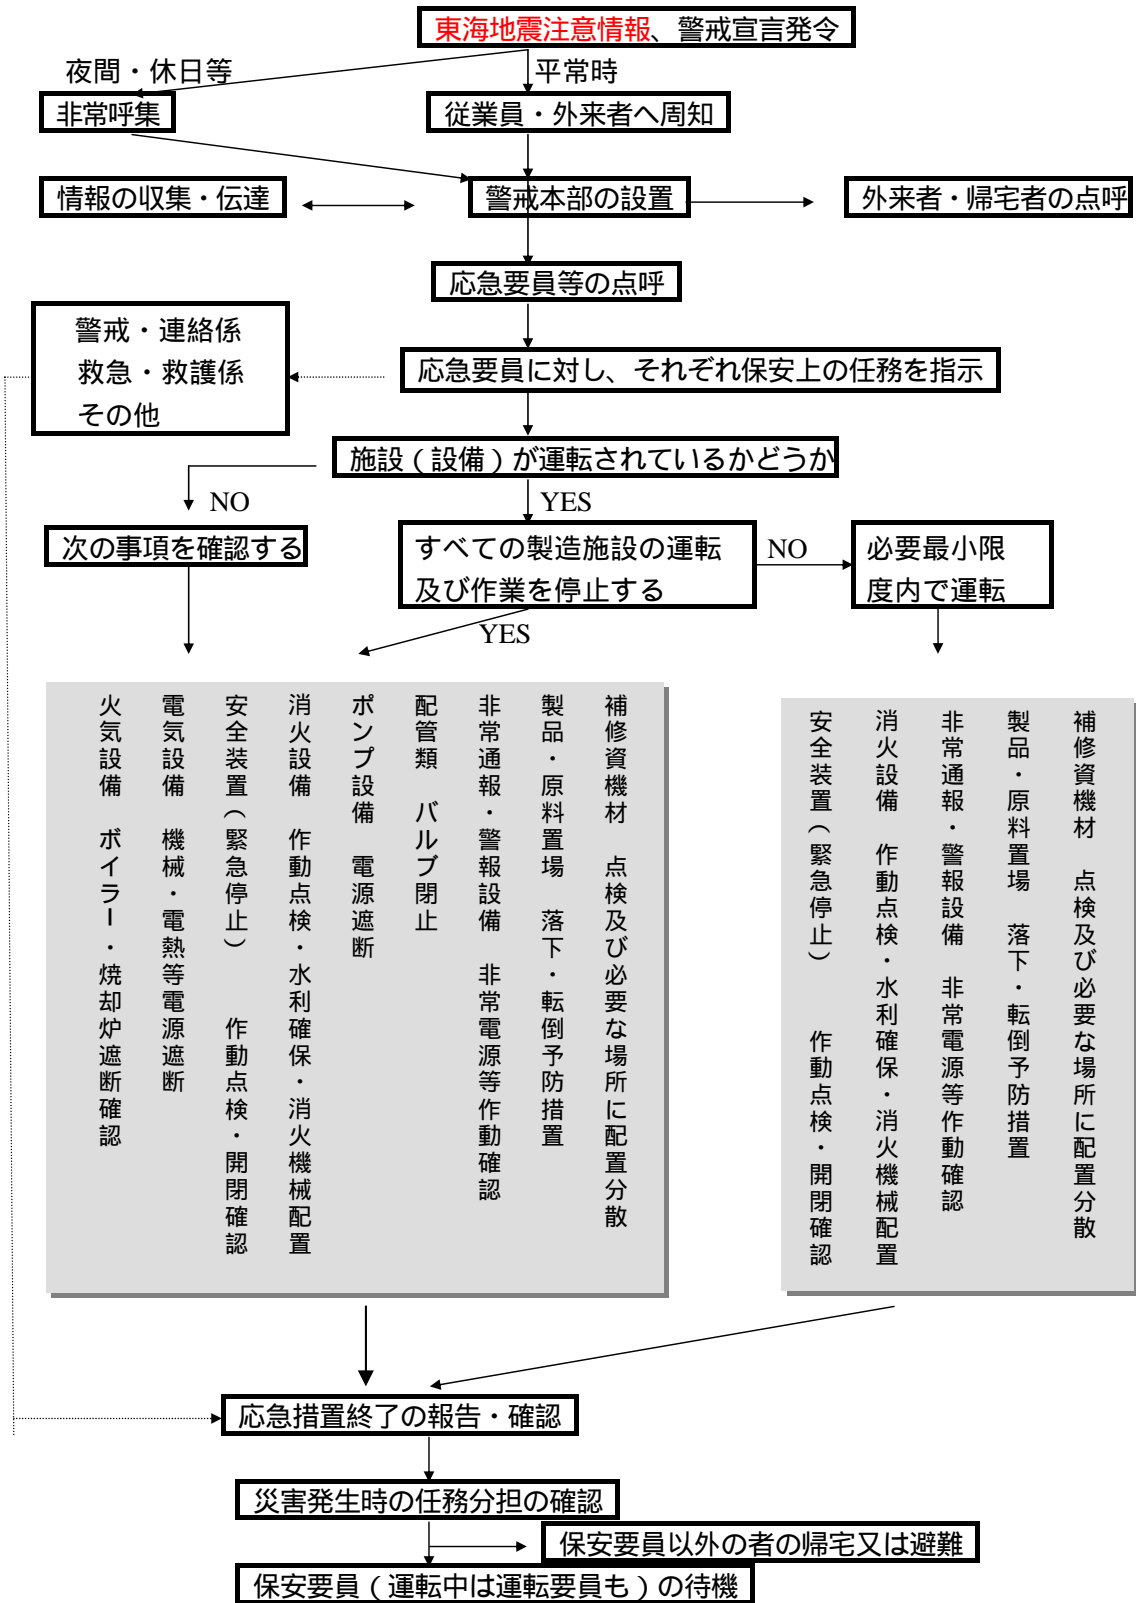 東海地震注意情報、警戒宣言発令
夜間・休日等
平常時
非常呼集
従業員・外来者へ周知
情報の収集・伝達
警戒本部の設置
外来者・帰宅者の点呼
応急要員等の点呼
警戒・連絡係
救急・救護係
その他
応急要員に対し、それぞれ保安上の任務を指示
施設（設備）が運転されているかどうか
NO
YES
次の事項を確認する
すべての製造施設の運転
及び作業を停止する
NO
必要最小限
度内で運転
YES
補修資機材　点検及び必要な場所に配置分散
製品・原料置場　落下・転倒予防措置
非常通報・警報設備　非常電源等作動確認
配管類　バルブ閉止
ポンプ設備　電源遮断
消火設備　作動点検・水利確保・消火機械配置
安全装置（緊急停止）　作動点検・開閉確認
電気設備　機械・電熱等電源遮断
火気設備　ボイラー・焼却炉遮断確認
補修資機材　点検及び必要な場所に配置分散
製品・原料置場　落下・転倒予防措置
非常通報・警報設備　非常電源等作動確認
消火設備　作動点検・水利確保・消火機械配置
安全装置（緊急停止）　作動点検・開閉確認
応急措置終了の報告・確認
災害発生時の任務分担の確認
保安要員以外の者の帰宅又は避難
保安要員（運転中は運転要員も）の待機